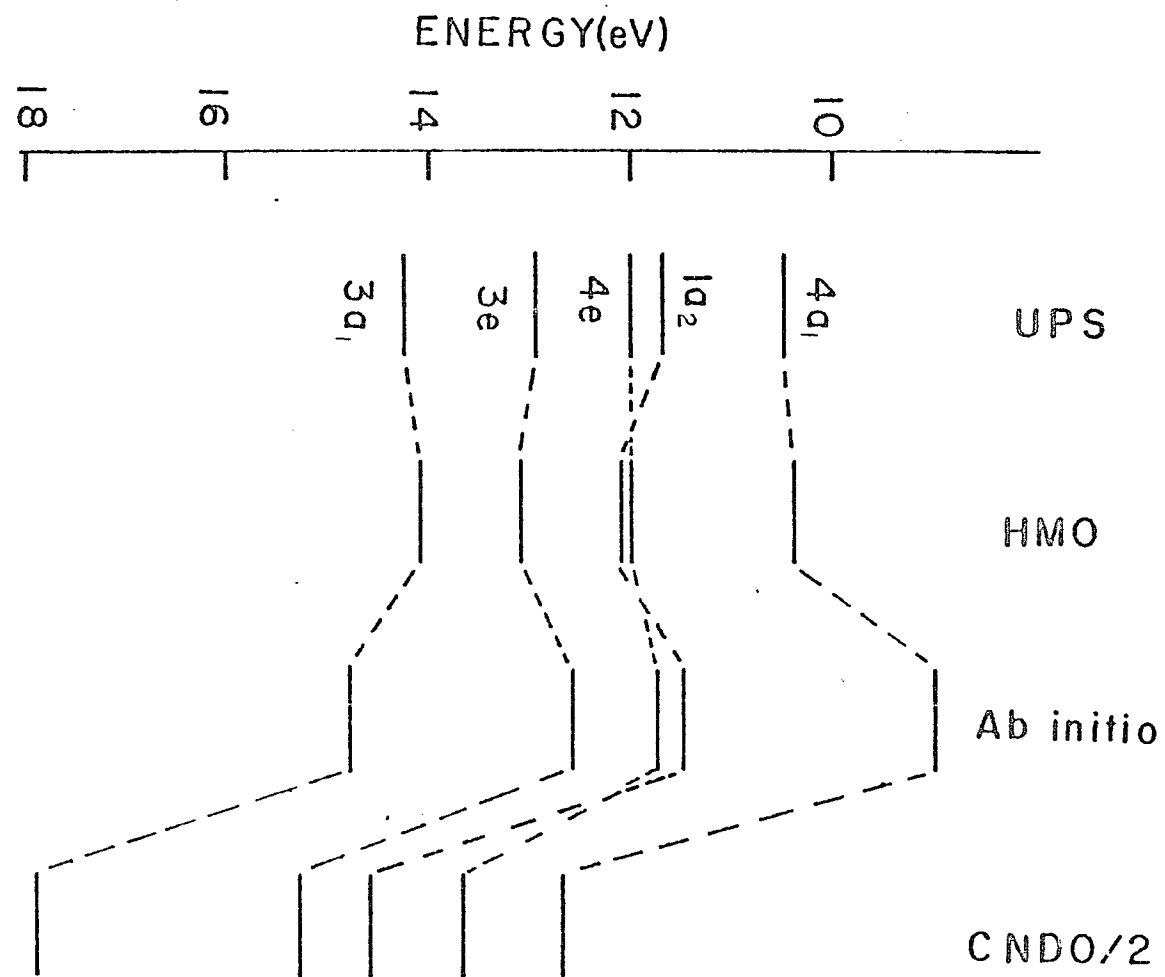 ENERGY(eV)
18 16 14 12 10
3a₁ 3e 4e 1a₂ 4a₁
UPS
HMO
Ab initio
CNDO/2